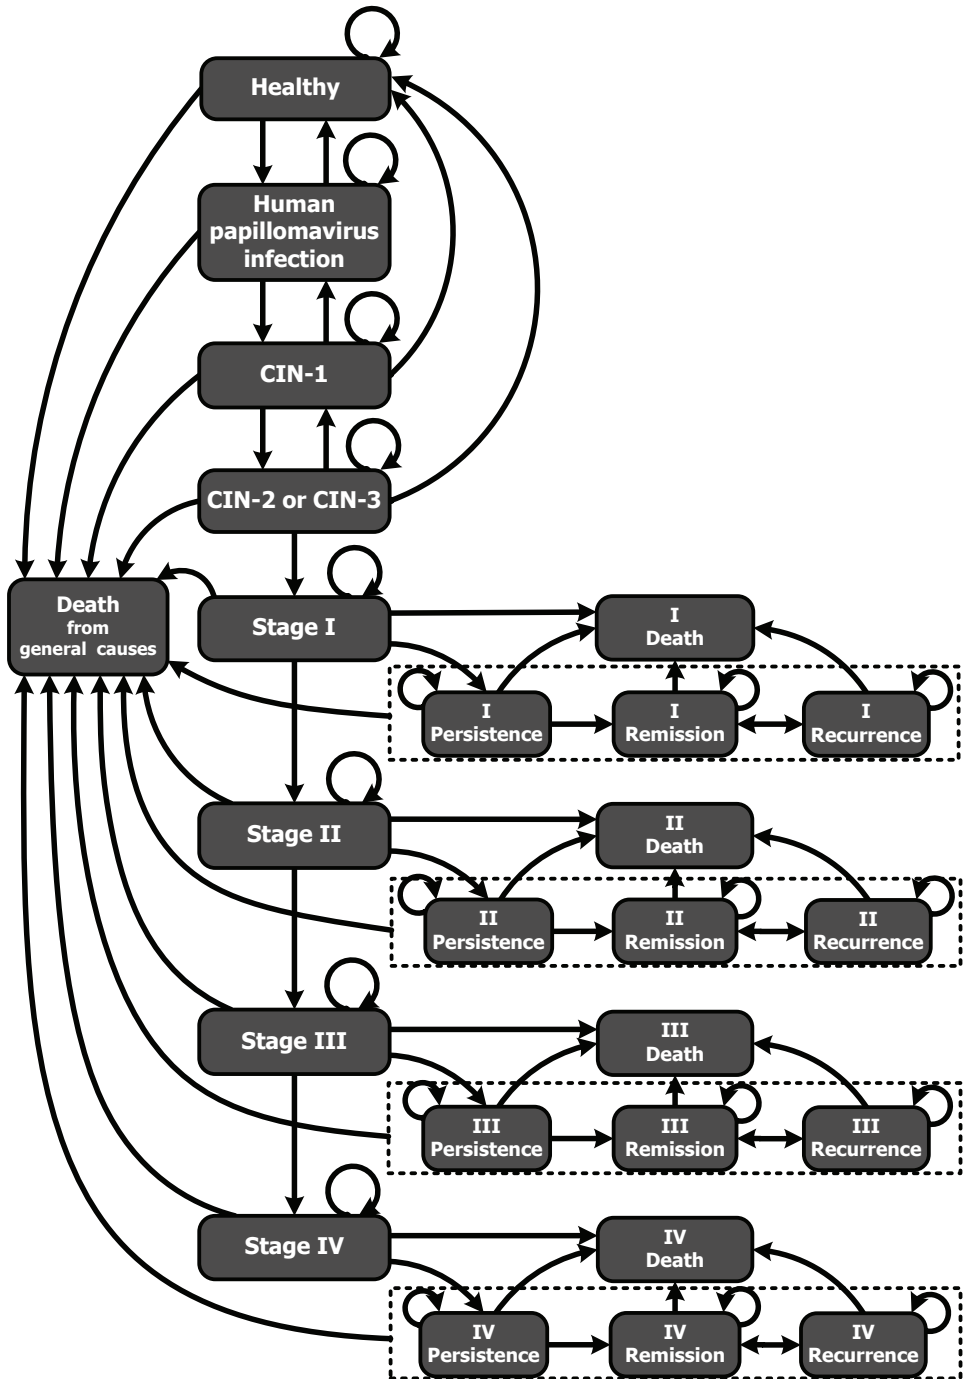 Healthy
Human
papillomavirus
infection
CIN-1
CIN-2 or CIN-3
Death
from
general causes
Stage I
I
Death
I
Persistence
I
Remission
I
Recurrence
Stage II
II
Death
II
Persistence
II
Remission
II
Recurrence
Stage III
III
Death
III
Persistence
III
Remission
III
Recurrence
Stage IV
IV
Death
IV
Persistence
IV
Remission
IV
Recurrence